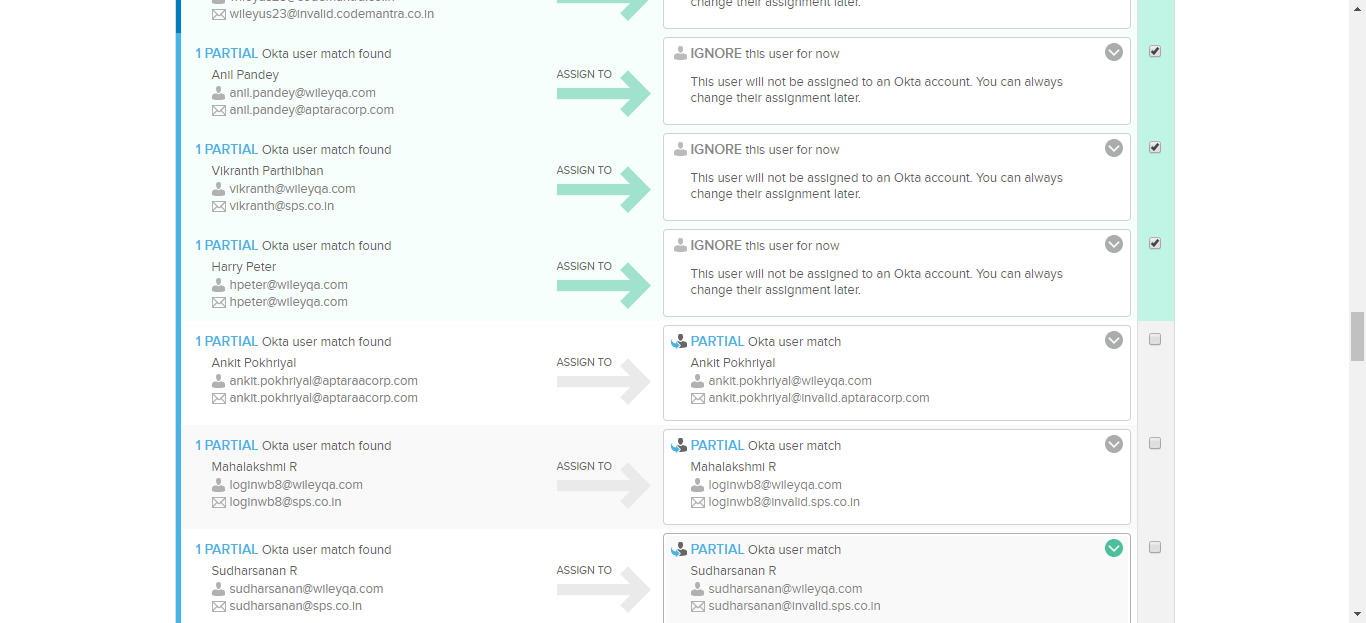 wileyus23@invalid.codemantra.co.in
change their assignment later.
1 PARTIAL Okta user match found
Anil Pandey
anil.pandey@wileyqa.com
anil.pandey@aptaracorp.com
ASSIGN TO
IGNORE this user for now
This user will not be assigned to an Okta account. You can always
change their assignment later.
1 PARTIAL Okta user match found
Vikranth Parthibhan
vikranth@wileyqa.com
vikranth@sps.co.in
ASSIGN TO
IGNORE this user for now
This user will not be assigned to an Okta account. You can always
change their assignment later.
1 PARTIAL Okta user match found
Harry Peter
hpeter@wileyqa.com
hpeter@wileyqa.com
ASSIGN TO
IGNORE this user for now
This user will not be assigned to an Okta account. You can always
change their assignment later.
1 PARTIAL Okta user match found
Ankit Pokhriyal
ankit.pokhriyal@aptaraacorp.com
ankit.pokhriyal@aptaraacorp.com
ASSIGN TO
PARTIAL Okta user match
Ankit Pokhriyal
ankit.pokhriyal@wileyqa.com
ankit.pokhriyal@invalid.aptaracorp.com
1 PARTIAL Okta user match found
Mahalakshmi R
loginwb8@wileyqa.com
loginwb8@sps.co.in
ASSIGN TO
PARTIAL Okta user match
Mahalakshmi R
loginwb8@wileyqa.com
loginwb8@invalid.sps.co.in
1 PARTIAL Okta user match found
Sudharsanan R
sudharsanan@wileyqa.com
sudharsanan@sps.co.in
ASSIGN TO
PARTIAL Okta user match
Sudharsanan R
sudharsanan@wileyqa.com
sudharsanan@invalid.sps.co.in